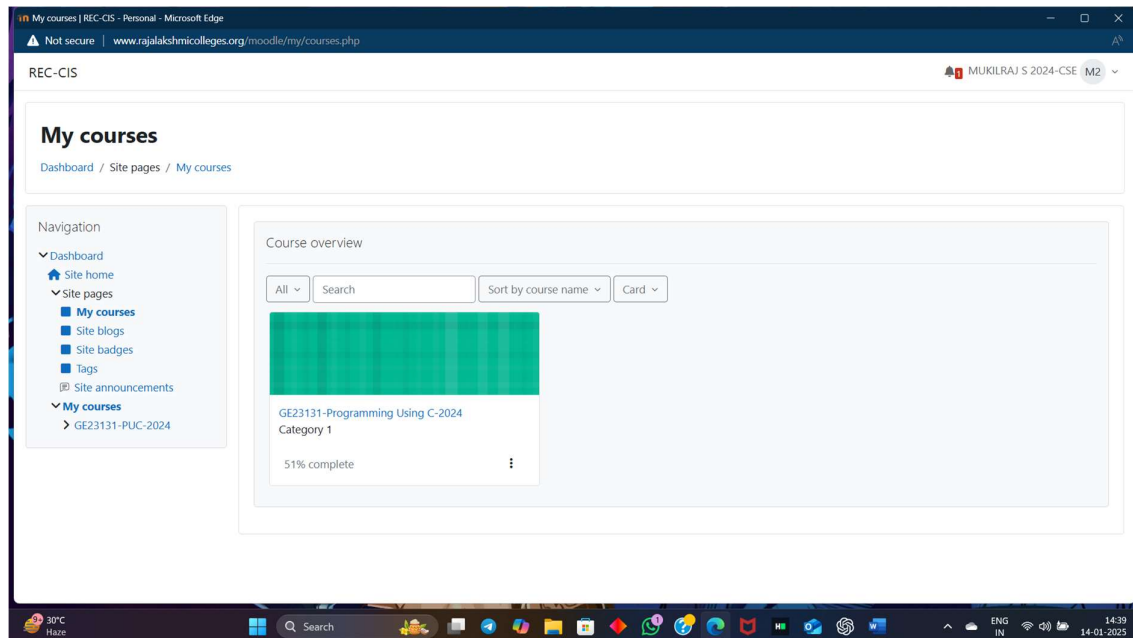 My courses | REC-CIS - Personal - Microsoft Edge
Not secure | www.rajalakshmicolleges.org/moodle/my/courses.php
REC-CIS
1 MUKILRAJ S 2024-CSE M2
My courses
Dashboard / Site pages / My courses
Navigation
Dashboard
Site home
Site pages
My courses
Site blogs
Site badges
Tags
Site announcements
My courses
GE23131-PUC-2024
Course overview
All Search Sort by course name Card
GE23131-Programming Using C-2024
Category 1
51% complete
30°C
Haze
Search
ENG
IN
14:39
14-01-2025